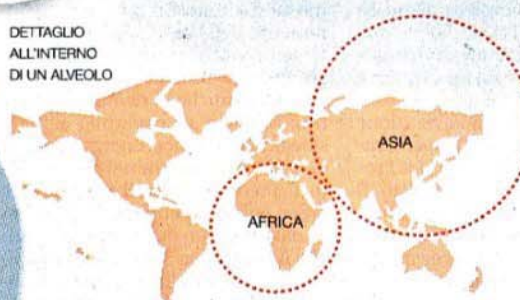 DETTAGLIO
ALL'INTERNO
DI UN ALVEOLO
ASIA
AFRICA